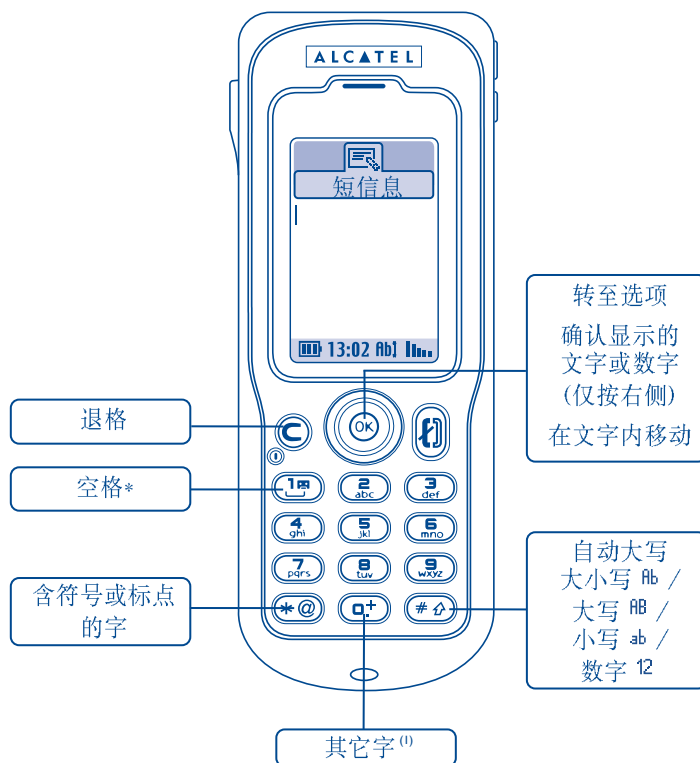 ALCATEL
短信息
13:02 Ab
转至选项
确认显示的
文字或数字
(仅按右侧)
在文字内移动
退格
C
OK
空格*
1
2
abc
3
def
4
ghi
5
jkl
6
mno
7
pqrs
8
tuv
9
wxyz
含符号或标点
的字
*@
0.+
#
自动大写
大小写 Ab /
大写 AB /
小写 ab /
数字 12
其它字(1)